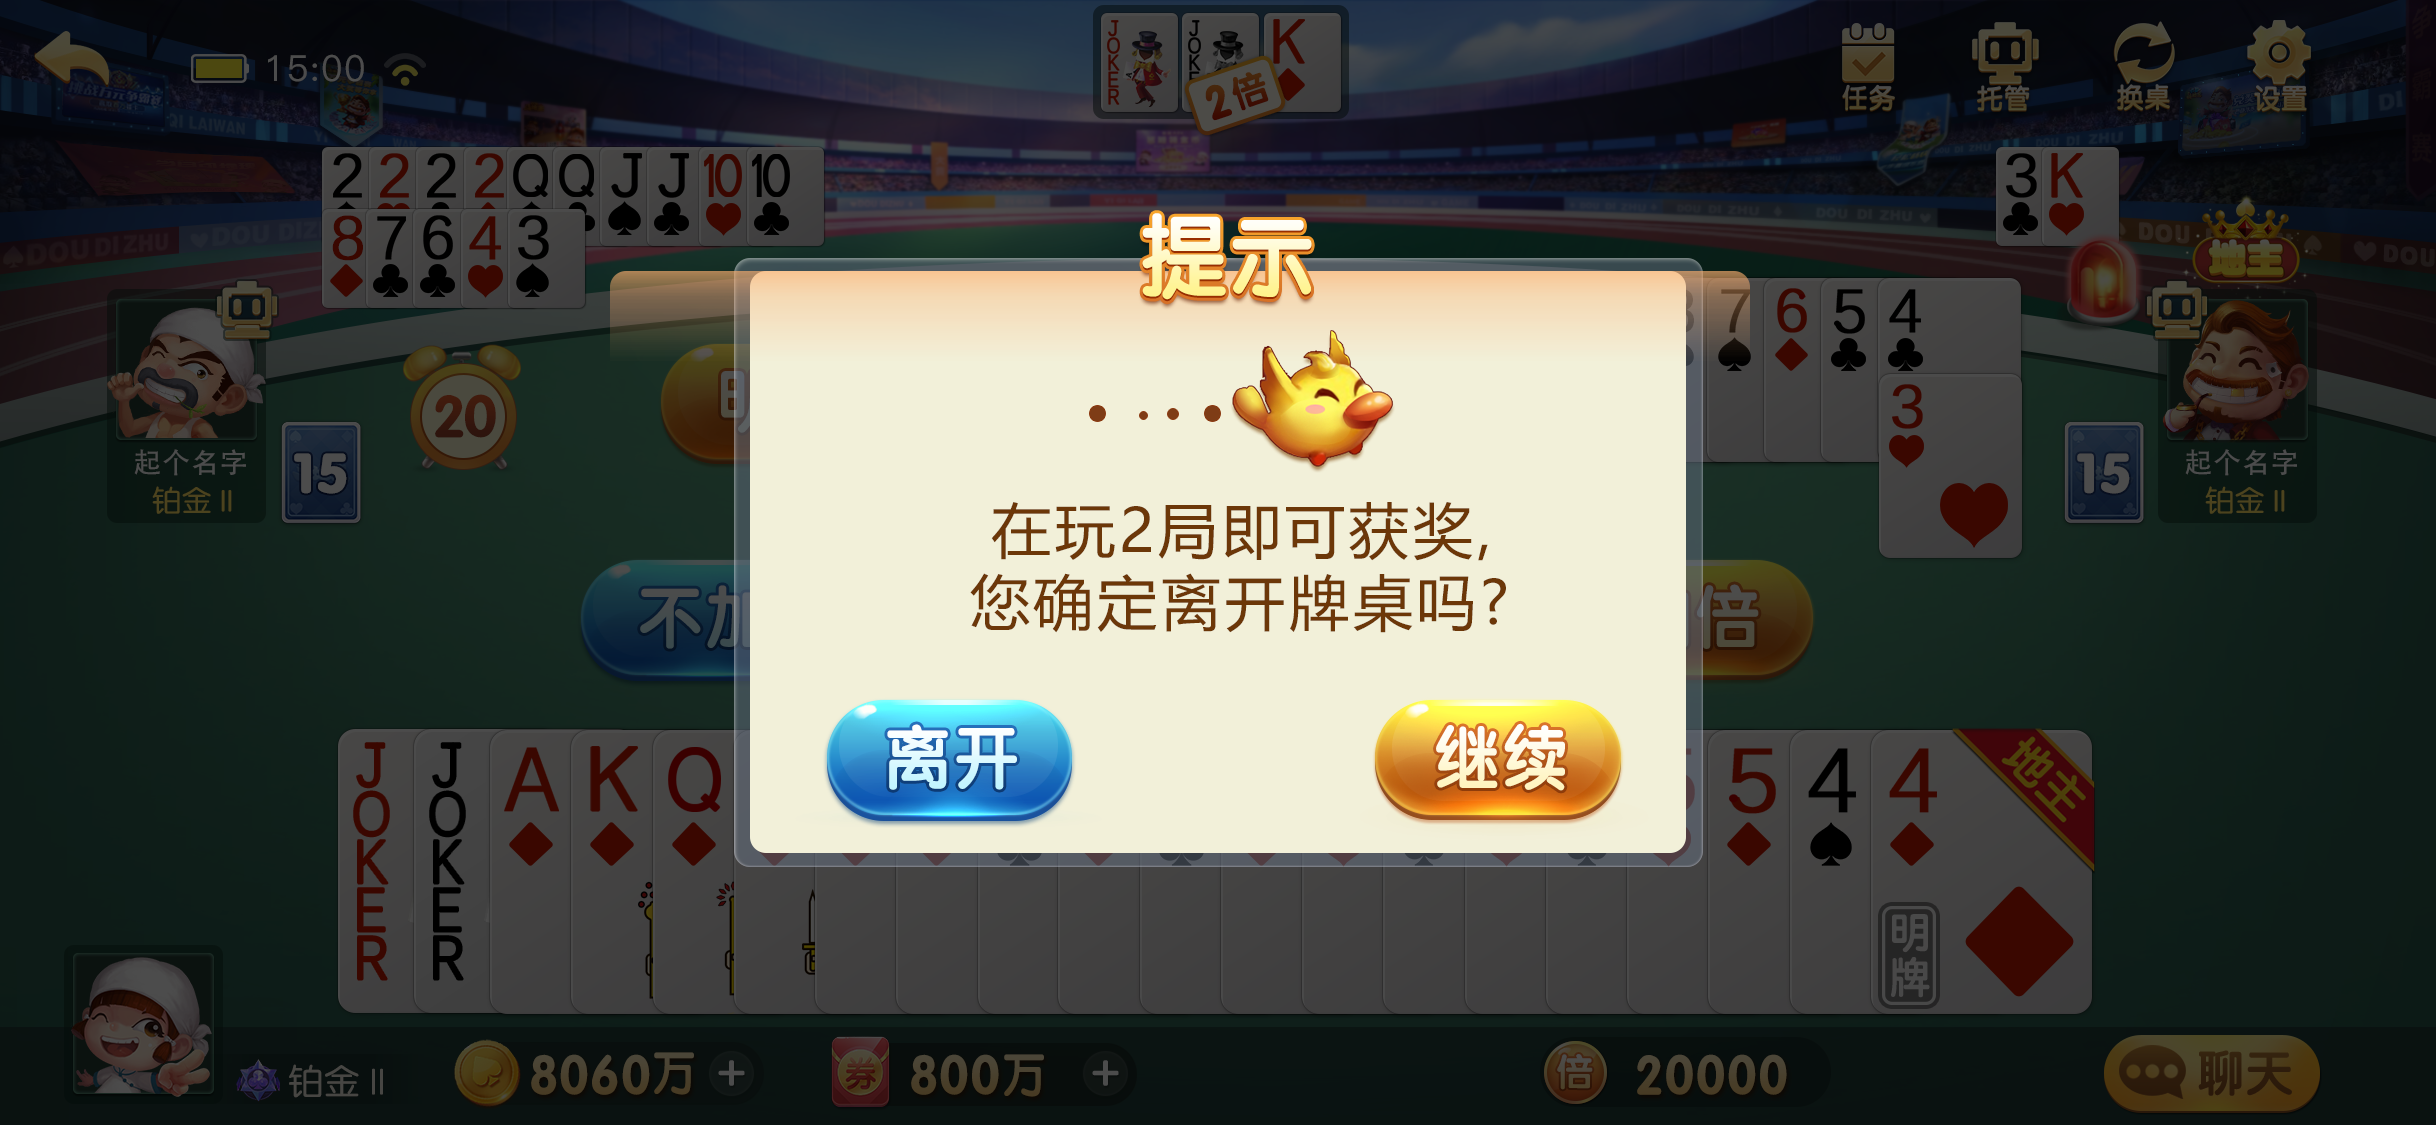 15:00
JOKER
JOKER
K
2倍
任务
托管
换桌
设置
2 2 2 2 Q Q J J 10 10
8 7 6 4 3
3 K
地主
提示
7 6 5 4
3
20
15
15
起个名字
铂金 II
起个名字
铂金 II
在玩2局即可获奖,
您确定离开牌桌吗?
不加
倍
离开
继续
JOKER
JOKER
A K Q
5 4 4
地主
明牌
铂金 II
8060万
+
券
800万
+
倍
20000
聊天